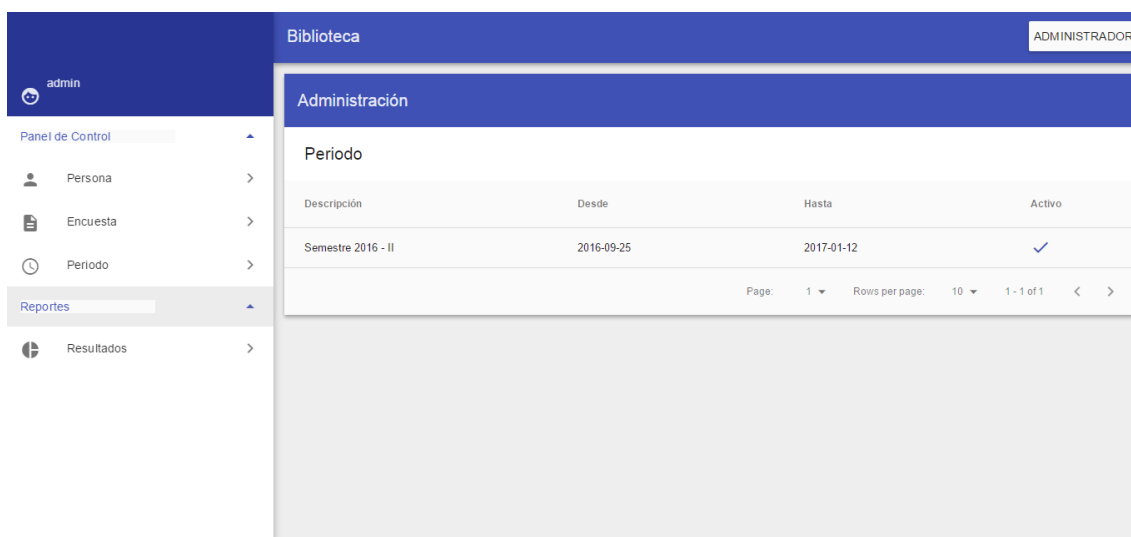 Biblioteca
ADMINISTRADOR
admin
Administración
Panel de Control
Persona
Encuesta
Periodo
Reportes
Resultados
Periodo
Descripción Desde Hasta Activo
Semestre 2016 - II 2016-09-25 2017-01-12
Page: 1 Rows per page: 10 1 - 1 of 1